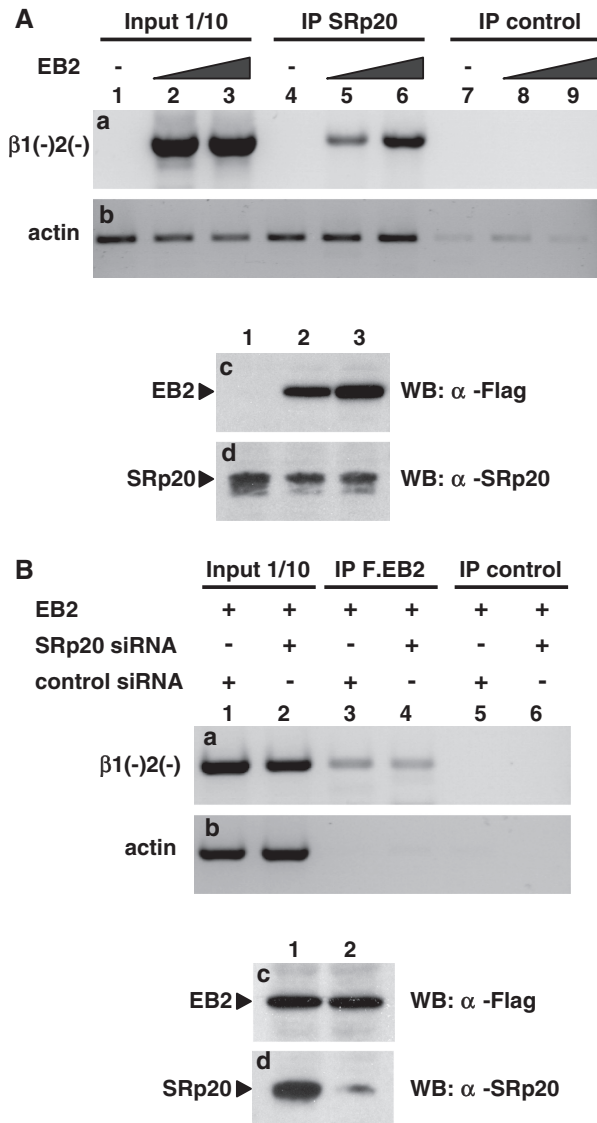 A
Input 1/10 IP SRp20 IP control
EB2 - - -
1 2 3 4 5 6 7 8 9
a
β1(-)2(-)
b
actin
1 2 3
c
EB2 WB: α -Flag
d
SRp20 WB: α -SRp20
B
Input 1/10 IP F.EB2 IP control
EB2 + + + + + +
SRp20 siRNA - + - + - +
control siRNA + - + - + -
1 2 3 4 5 6
a
β1(-)2(-)
b
actin
1 2
c
EB2 WB: α -Flag
d
SRp20 WB: α -SRp20